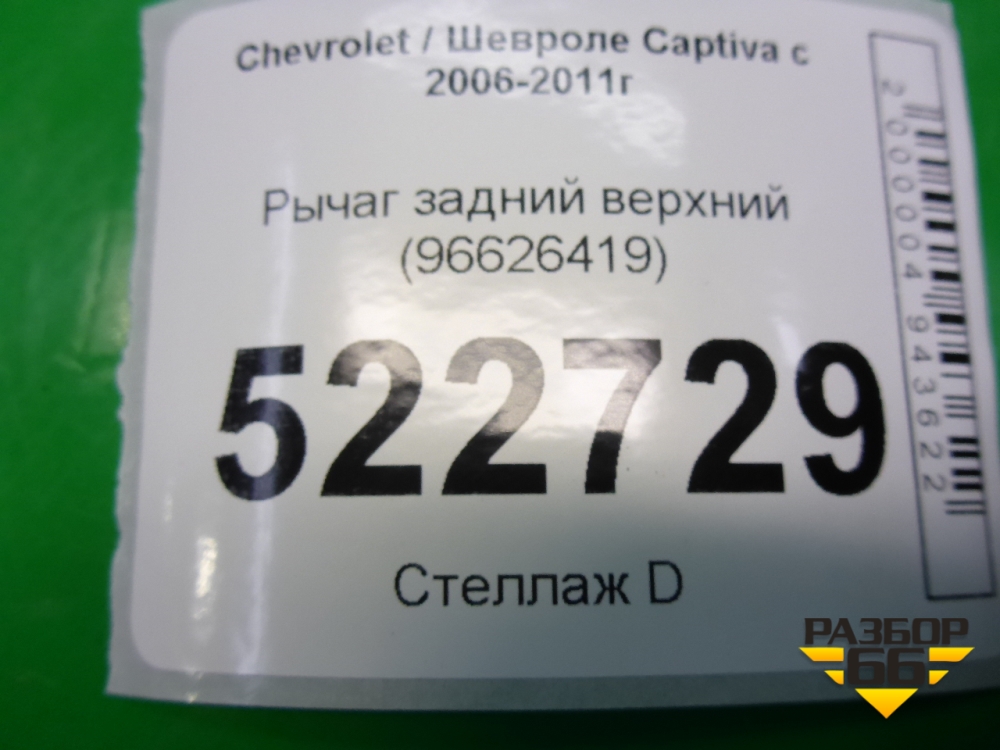 Chevrolet / Шевроле Captiva с
2006-2011г
Рычаг задний верхний
(96626419)
522729
Стеллаж D
2000004943622
РАЗБОР
66